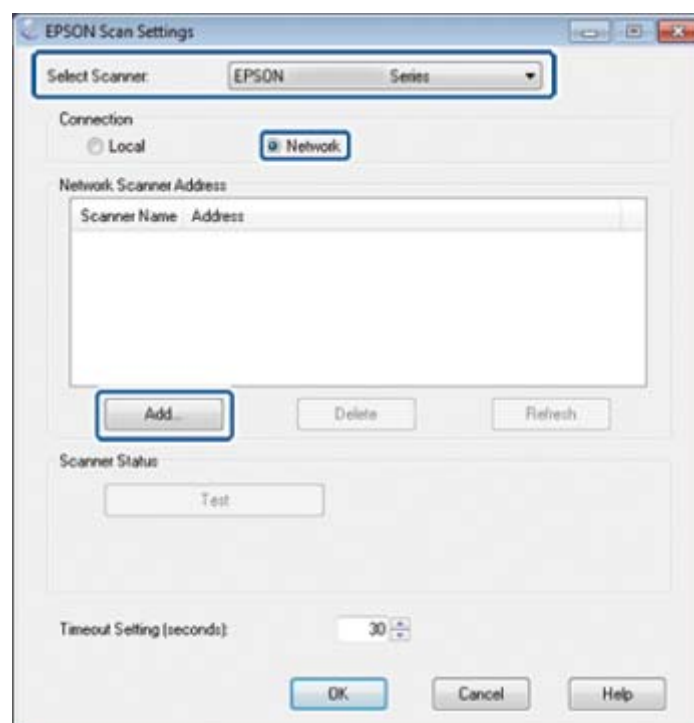 EPSON Scan Settings
Select Scanner: EPSON Series
Connection
Local Network
Network Scanner Address
Scanner Name Address
Add... Delete Refresh
Scanner Status
Test
Timeout Setting (seconds): 30
OK Cancel Help